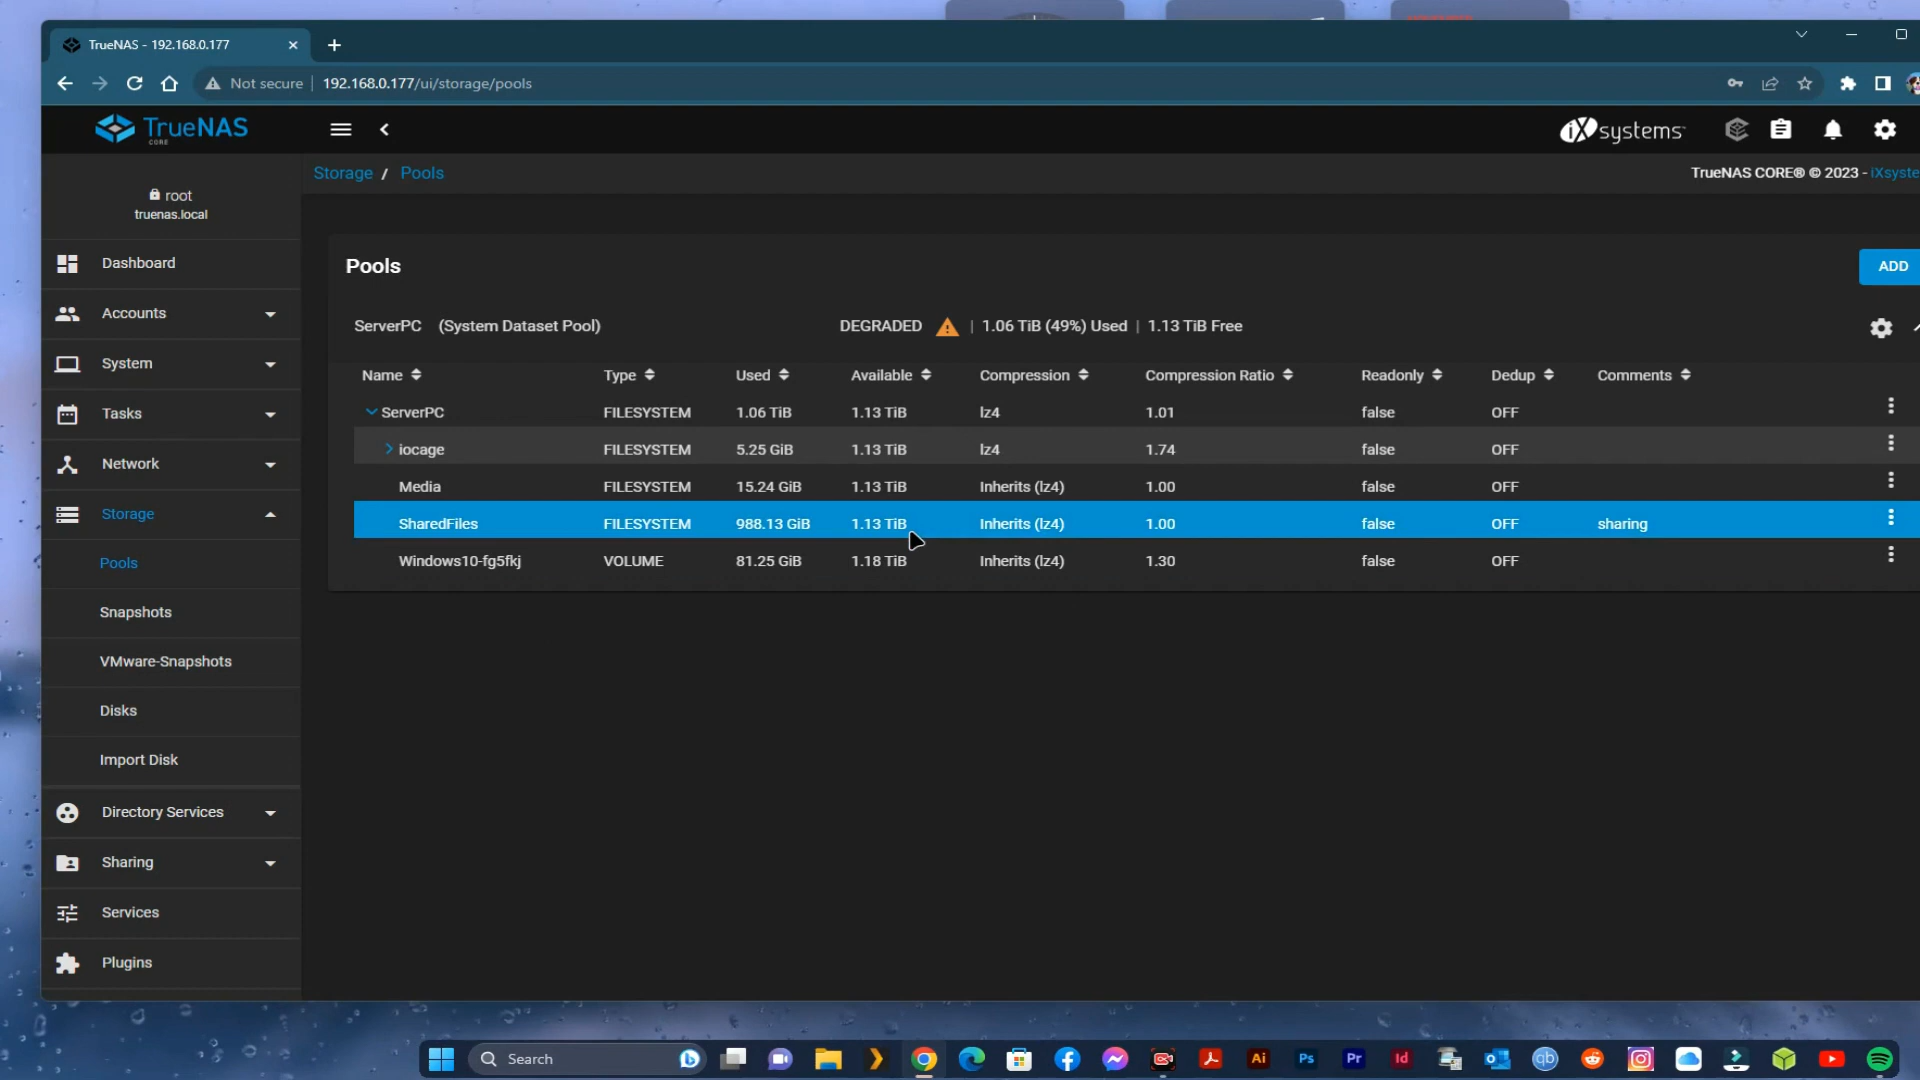 TrueNAS - 192.168.0.177
Not secure 192.168.0.177/ui/storage/pools
TrueNAS CORE
iXsystems
Storage / Pools
TrueNAS CORE® © 2023 - iXsyste
root
truenas.local
Dashboard
Accounts
System
Tasks
Network
Storage
Pools
Snapshots
VMware-Snapshots
Disks
Import Disk
Directory Services
Sharing
Services
Plugins
Pools
ADD
ServerPC (System Dataset Pool) DEGRADED | 1.06 TiB (49%) Used | 1.13 TiB Free
Name Type Used Available Compression Compression Ratio Readonly Dedup Comments
ServerPC FILESYSTEM 1.06 TiB 1.13 TiB lz4 1.01 false OFF
iocage FILESYSTEM 5.25 GiB 1.13 TiB lz4 1.74 false OFF
Media FILESYSTEM 15.24 GiB 1.13 TiB Inherits (lz4) 1.00 false OFF
SharedFiles FILESYSTEM 988.13 GiB 1.13 TiB Inherits (lz4) 1.00 false OFF sharing
Windows10-fg5fkj VOLUME 81.25 GiB 1.18 TiB Inherits (lz4) 1.30 false OFF
Search
Ai Ps Pr Id qb